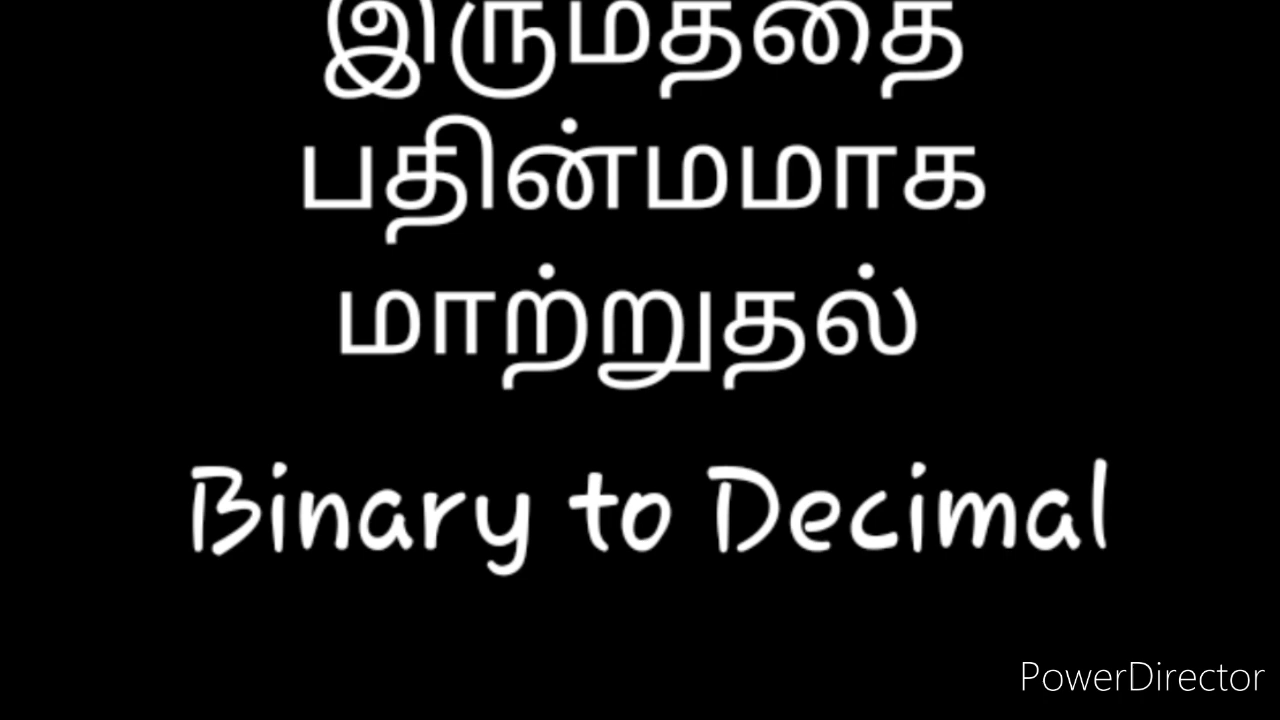 இருமத்தை
பதின்மமாக
மாற்றுதல்
Binary to Decimal
PowerDirector